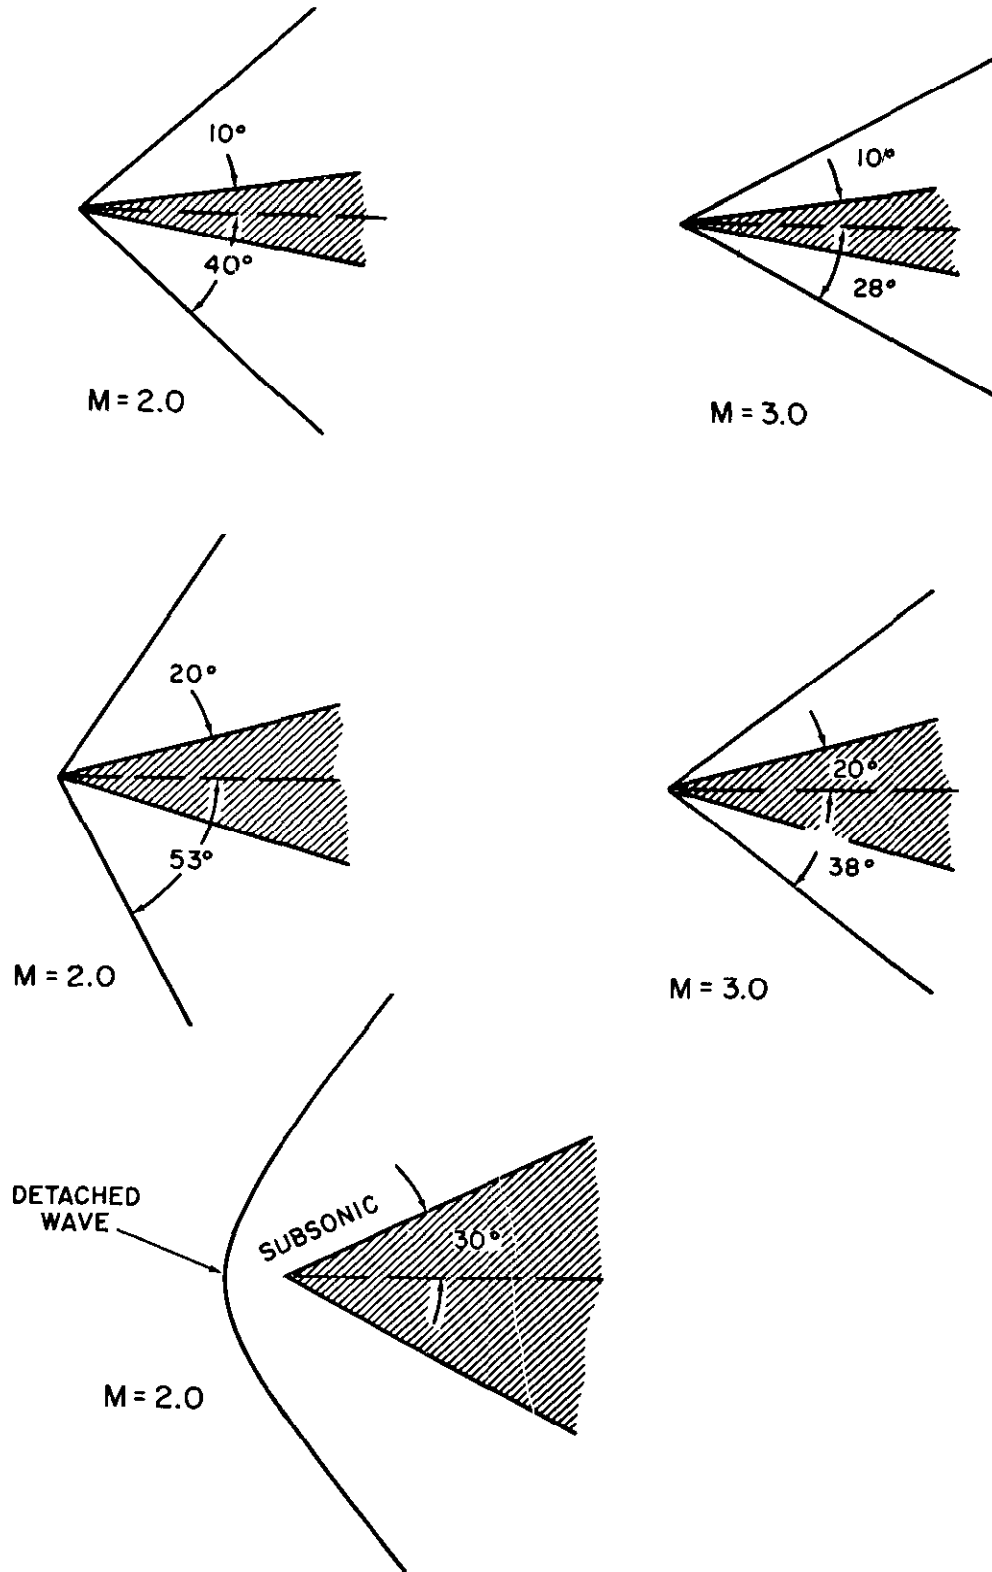 10°
40°
M = 2.0
10°
28°
M = 3.0
20°
53°
M = 2.0
20°
38°
M = 3.0
DETACHED
WAVE
SUBSONIC
30°
M = 2.0